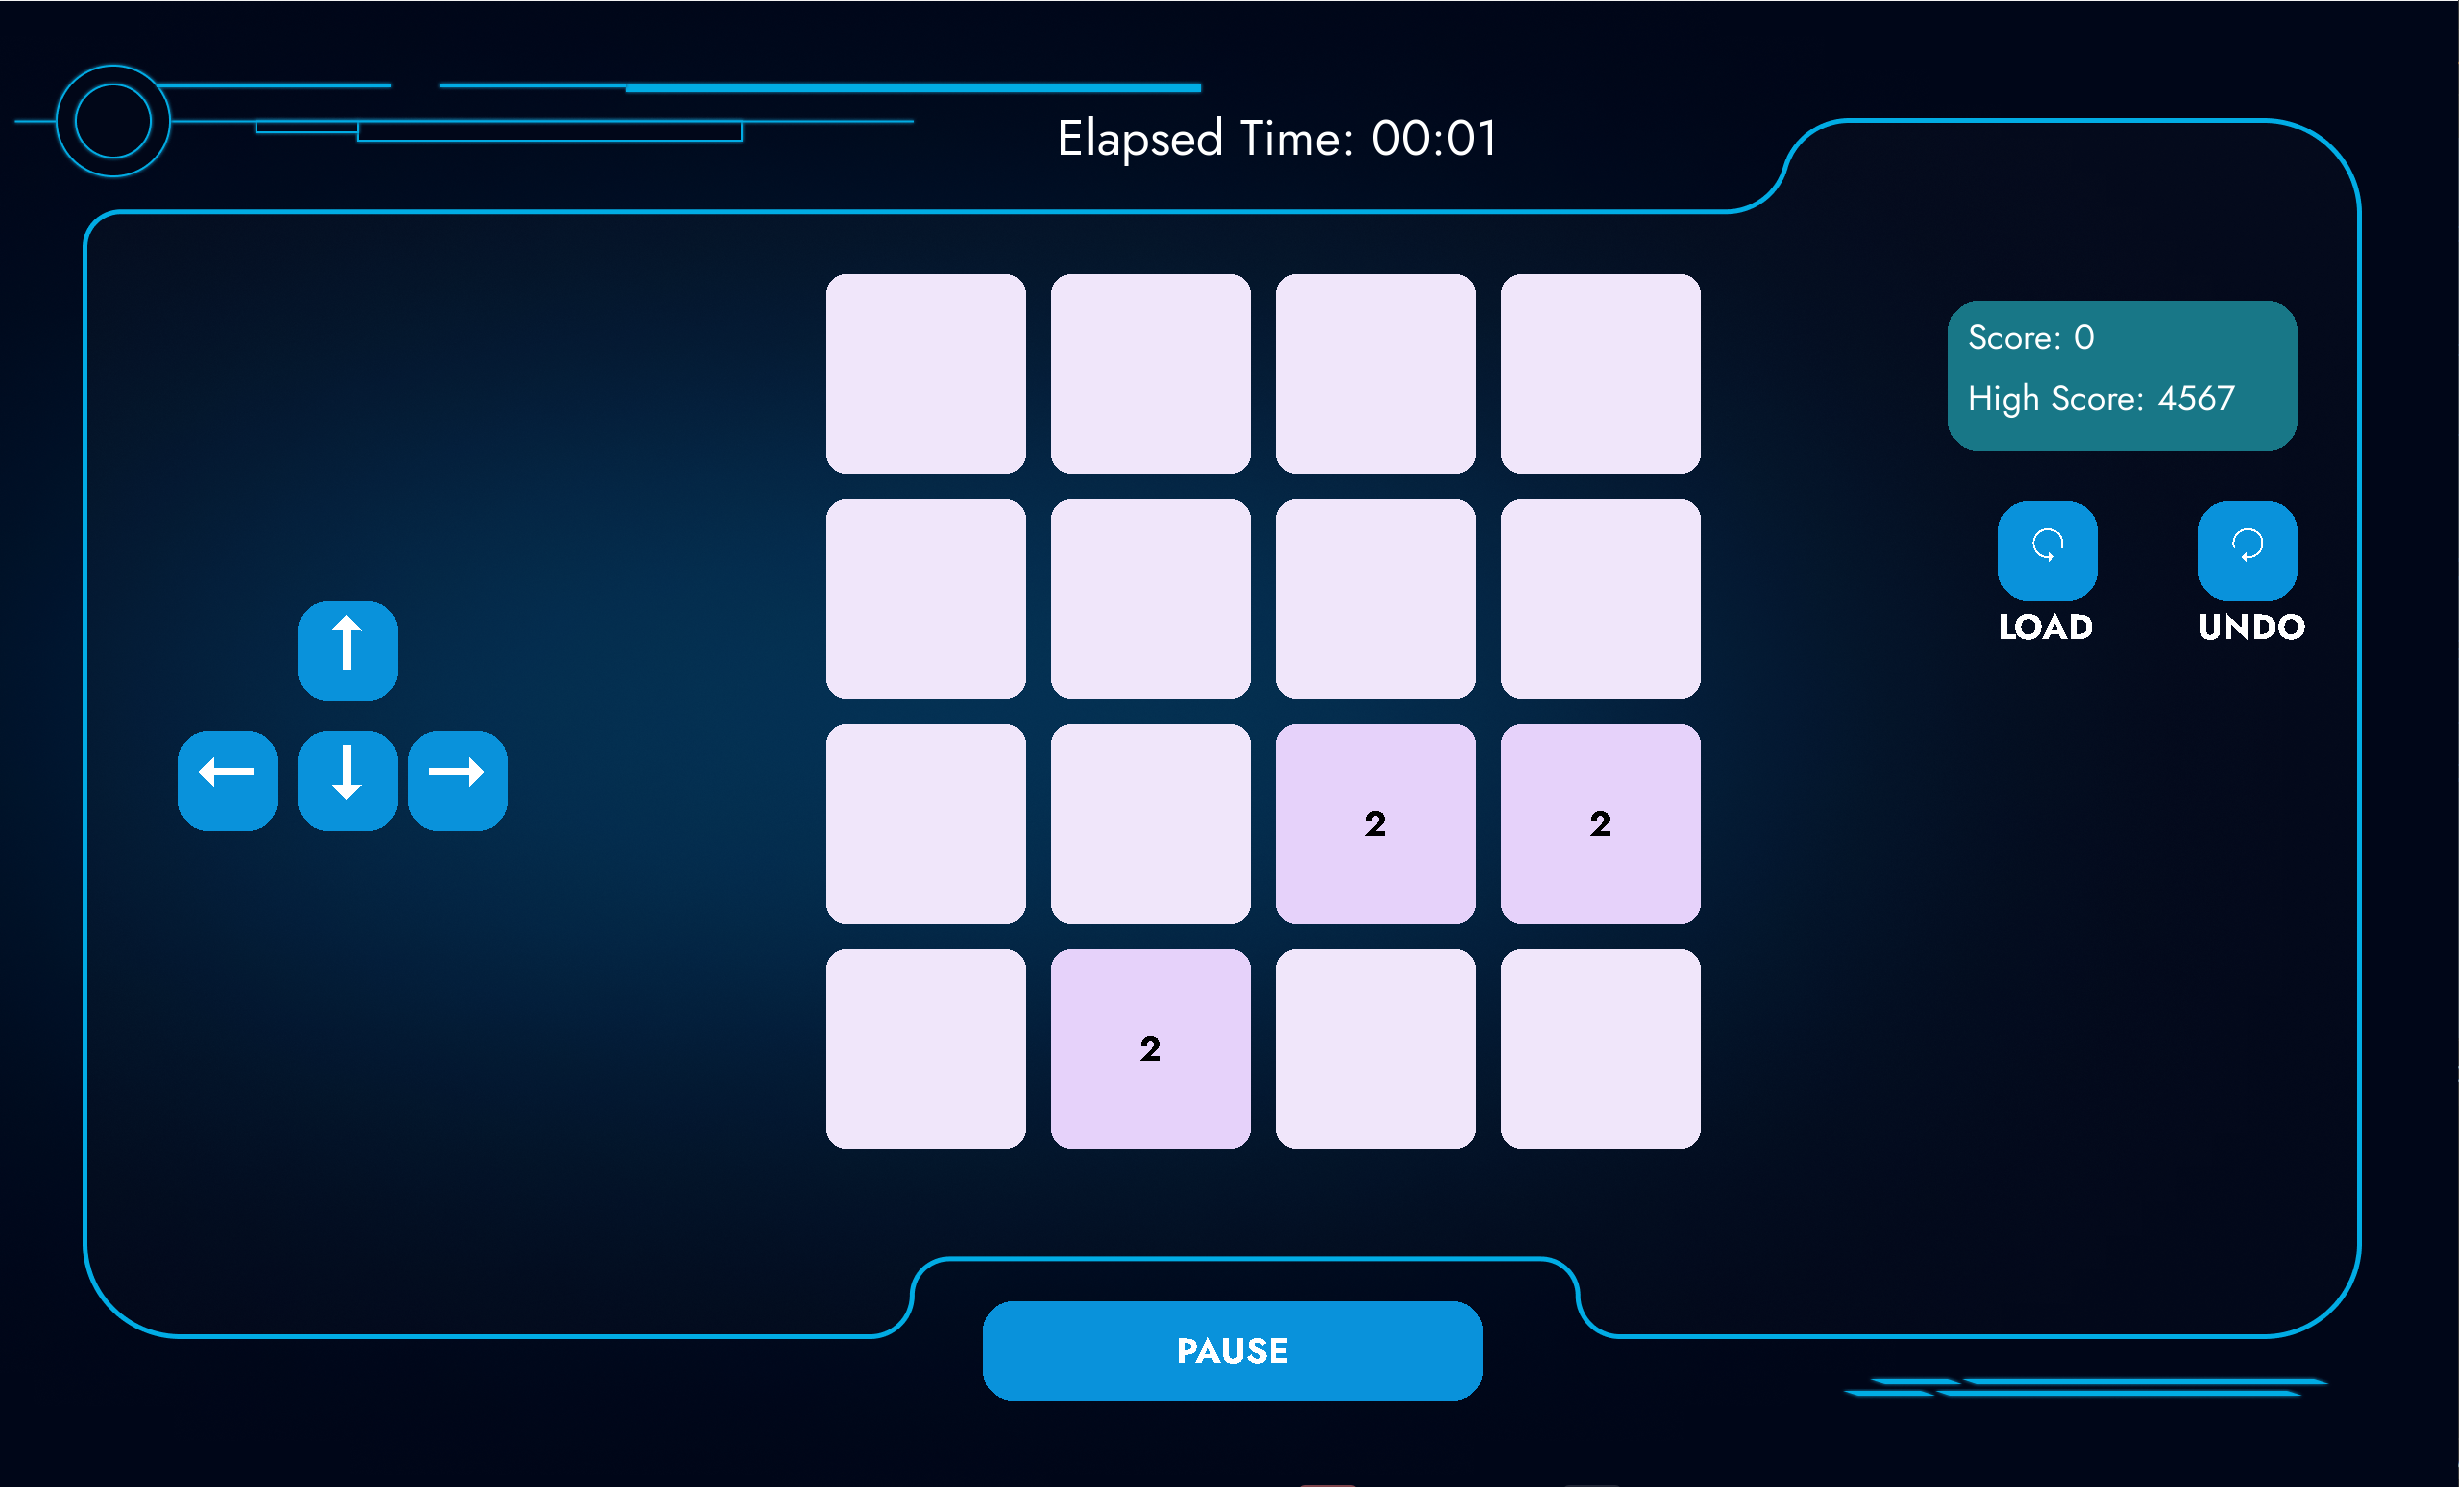 Elapsed Time: 00:01
Score: 0
High Score: 4567
LOAD
UNDO
2
2
2
PAUSE